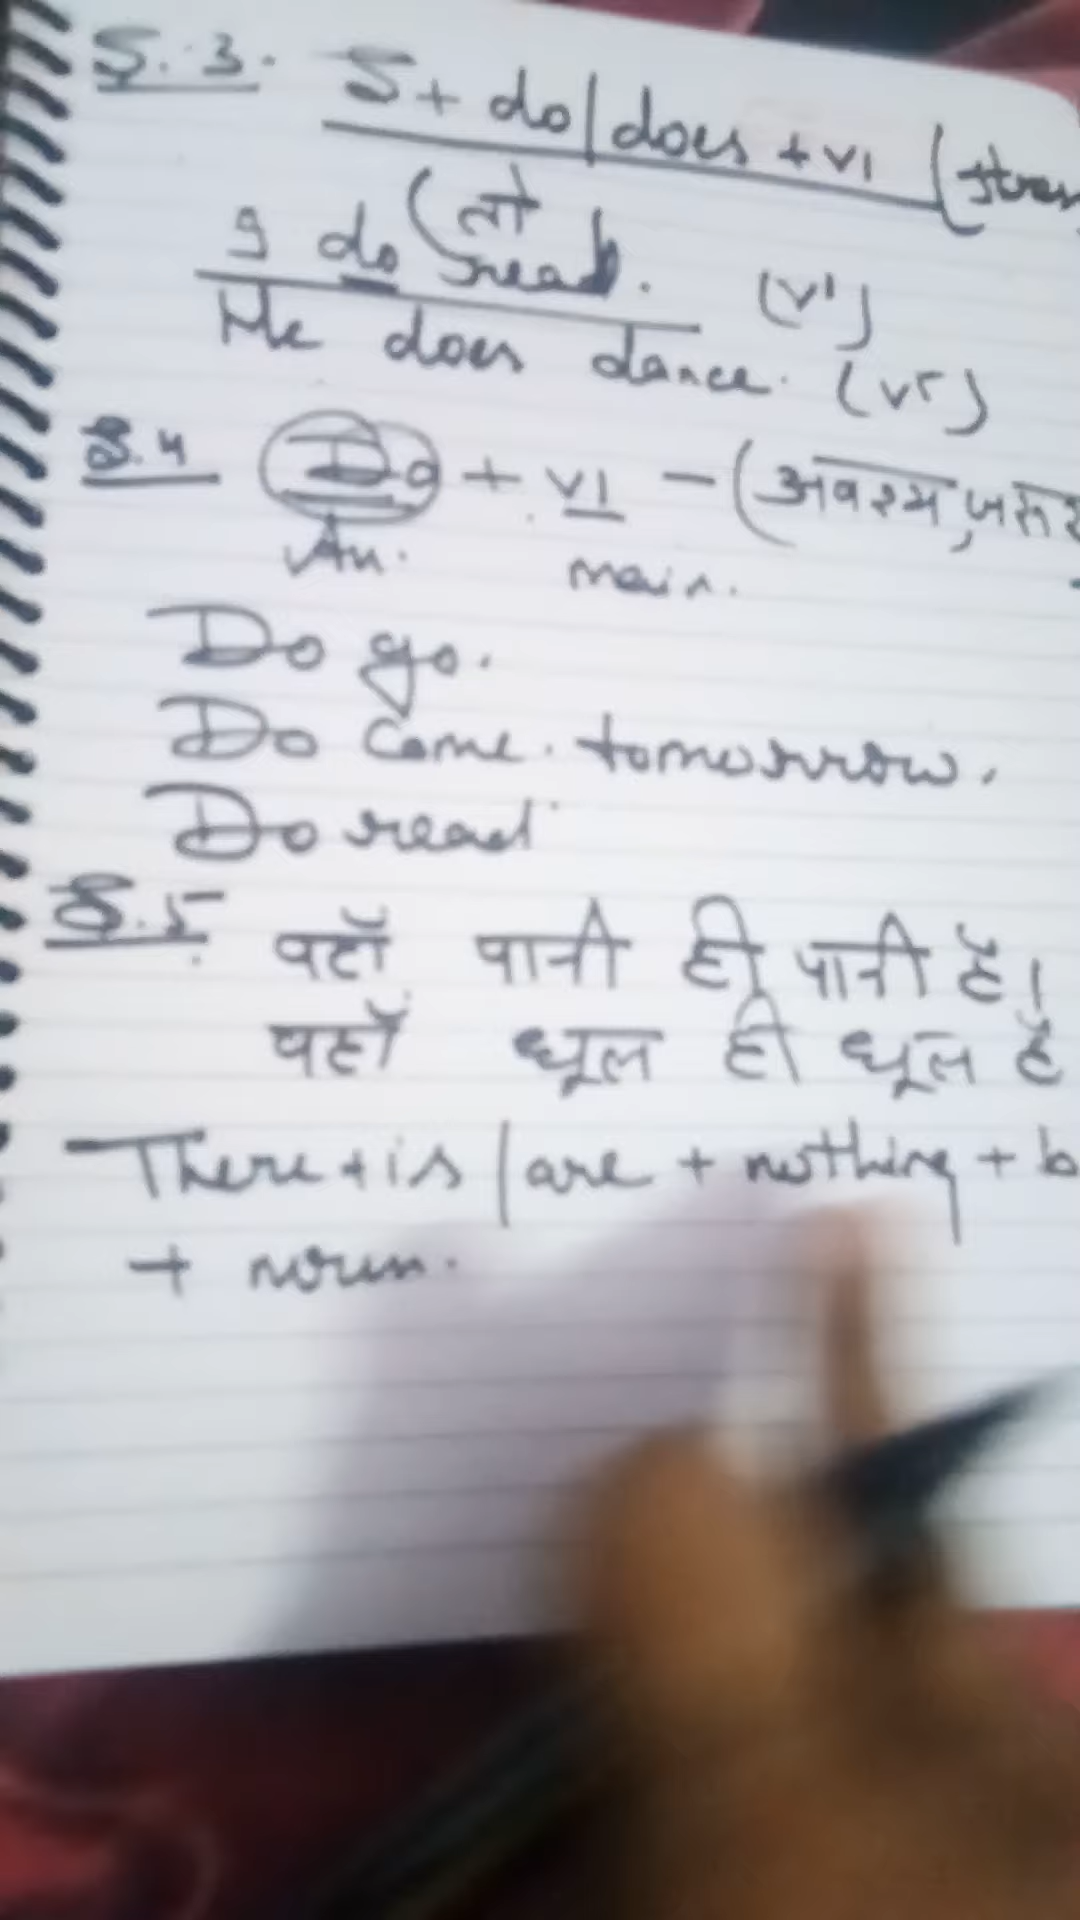 S.3. S + do/does + v1 (
(तो
I do read. (v1)
He does dance. (v5)
S.4 Do + v1 - (अवश्य, जरूर
Au. main.
Do go.
Do come. tomorrow.
Do read
S.5 वहाँ पानी ही पानी है।
यहाँ धूल ही धूल है
There + is / are + nothing + b
+ noun.